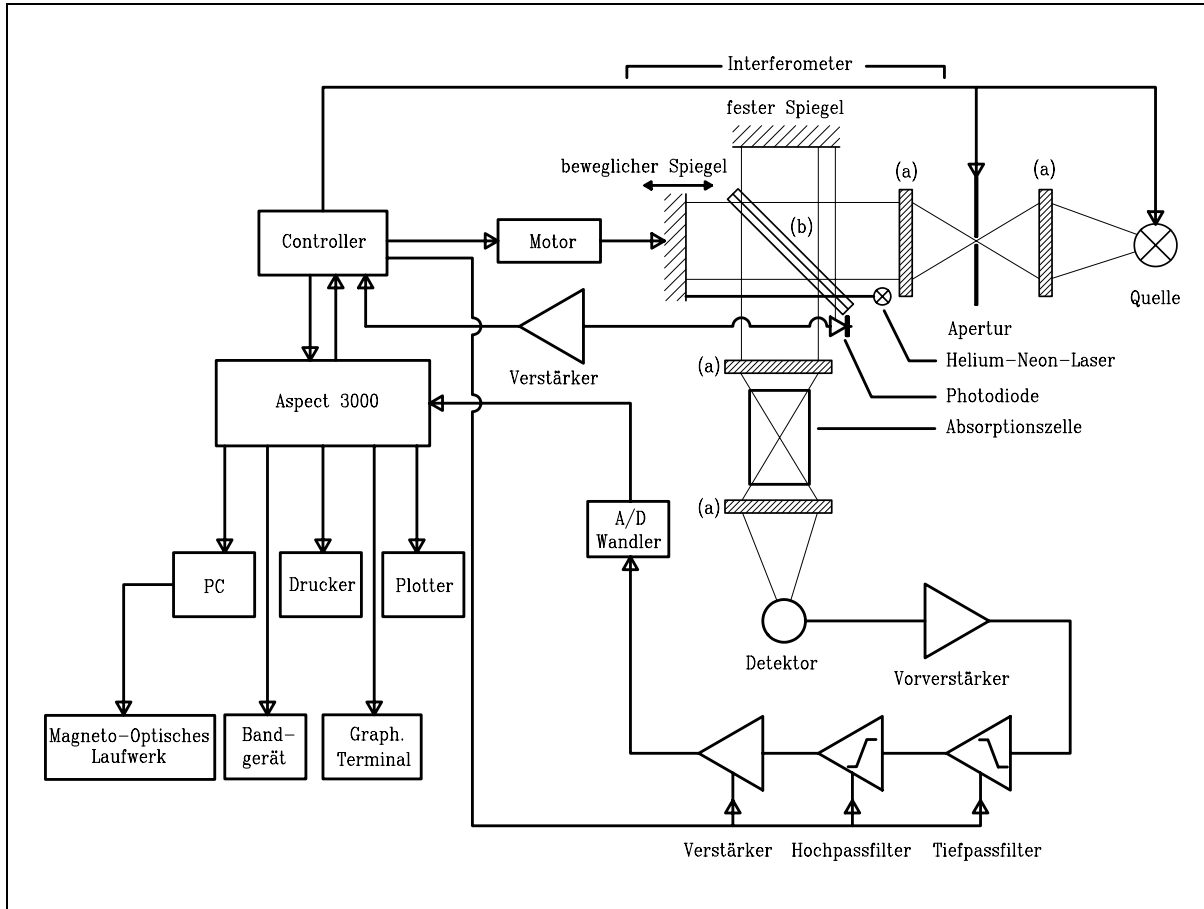 Interferometer
fester Spiegel
beweglicher Spiegel
(a)
(a)
(b)
Controller
Motor
Quelle
Apertur
Helium-Neon-Laser
Verstärker
(a)
Photodiode
Aspect 3000
Absorptionszelle
(a)
A/D
Wandler
PC
Drucker
Plotter
Detektor
Vorverstärker
Magneto-Optisches
Laufwerk
Band-
gerät
Graph.
Terminal
Verstärker
Hochpassfilter
Tiefpassfilter